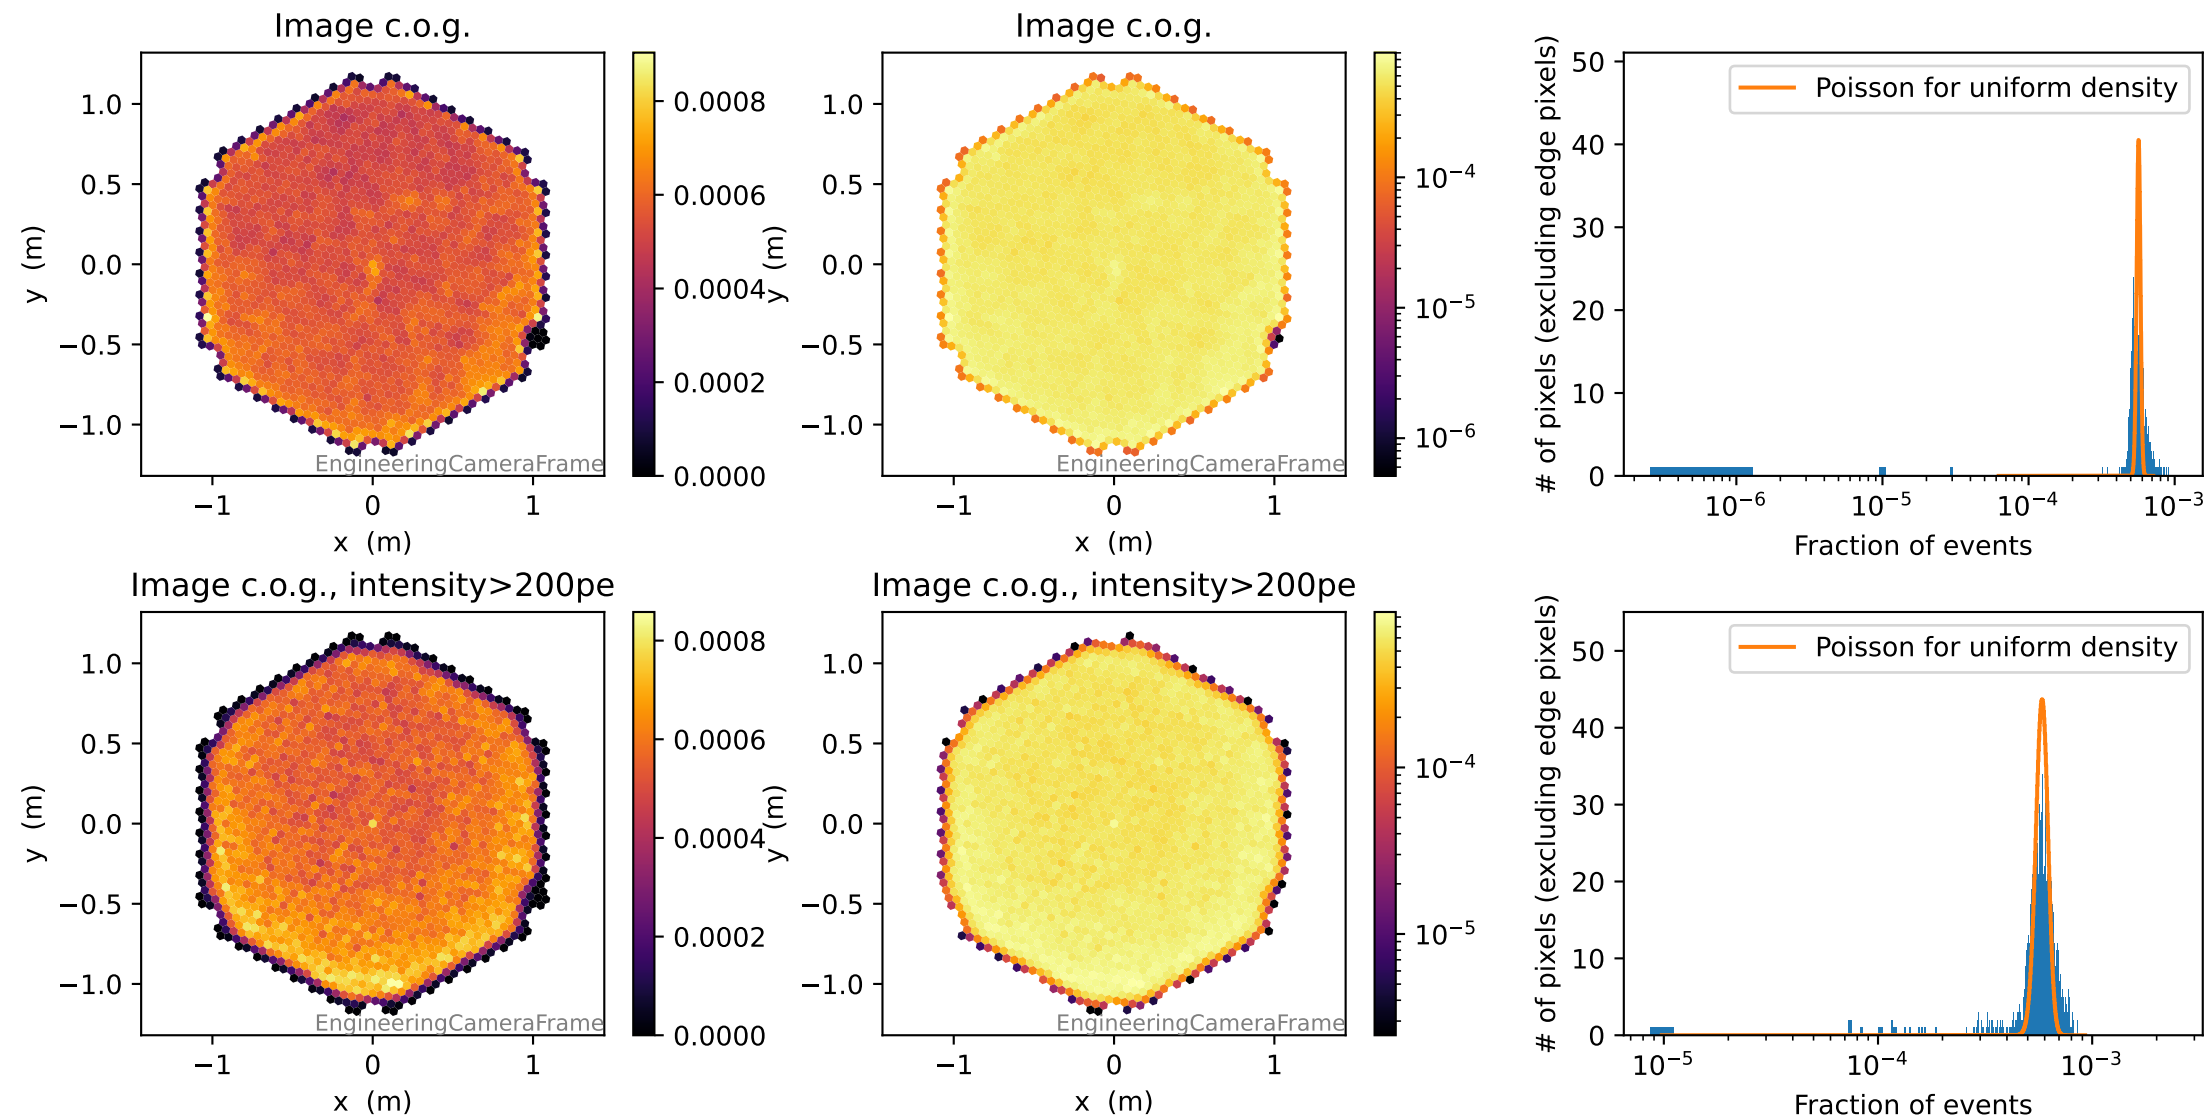 Image c.o.g.
y (m)
1.0
0.5
0.0
−0.5
−1.0
EngineeringCameraFrame
−1 0 1
x (m)
0.0008
0.0006
0.0004
0.0002
0.0000
Image c.o.g.
y (m)
1.0
0.5
0.0
−0.5
−1.0
EngineeringCameraFrame
−1 0 1
x (m)
10⁻⁴
10⁻⁵
10⁻⁶
# of pixels (excluding edge pixels)
50
40
30
20
10
0
Poisson for uniform density
10⁻⁶ 10⁻⁵ 10⁻⁴ 10⁻³
Fraction of events
Image c.o.g., intensity>200pe
y (m)
1.0
0.5
0.0
−0.5
−1.0
EngineeringCameraFrame
−1 0 1
x (m)
0.0008
0.0006
0.0004
0.0002
0.0000
Image c.o.g., intensity>200pe
y (m)
1.0
0.5
0.0
−0.5
−1.0
EngineeringCameraFrame
−1 0 1
x (m)
10⁻⁴
10⁻⁵
# of pixels (excluding edge pixels)
50
40
30
20
10
0
Poisson for uniform density
10⁻⁵ 10⁻⁴ 10⁻³
Fraction of events